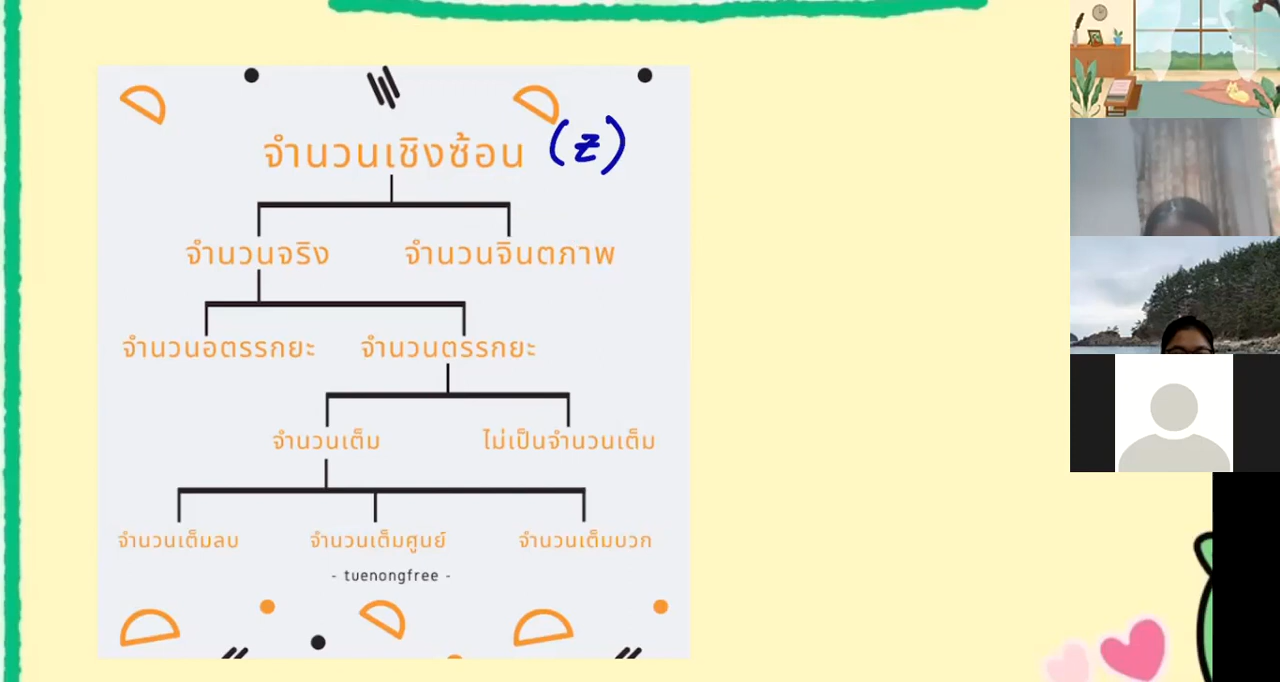 จำนวนเชิงซ้อน (z)
จำนวนจริง จำนวนจินตภาพ
จำนวนอตรรกยะ จำนวนตรรกยะ
จำนวนเต็ม ไม่เป็นจำนวนเต็ม
จำนวนเต็มลบ จำนวนเต็มศูนย์ จำนวนเต็มบวก
- tuenongfree -